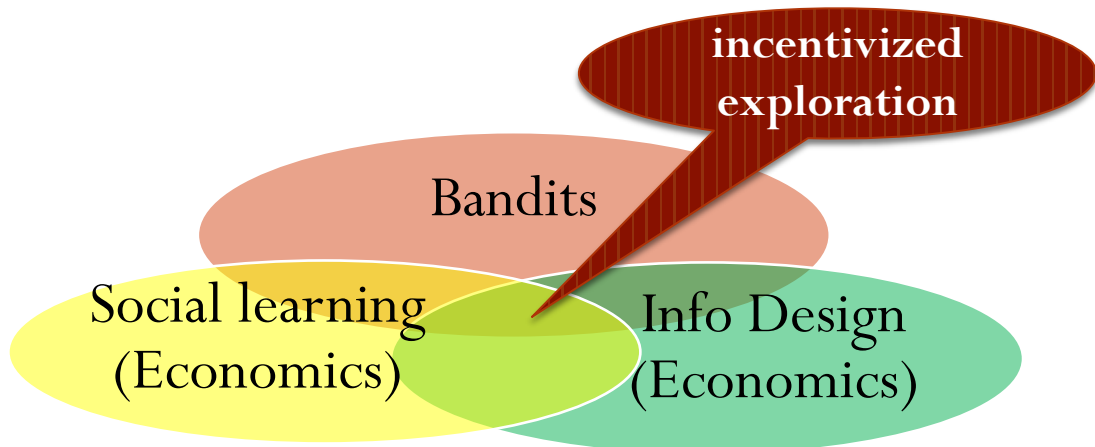 incentivized
exploration
Bandits
Social learning
(Economics)
Info Design
(Economics)